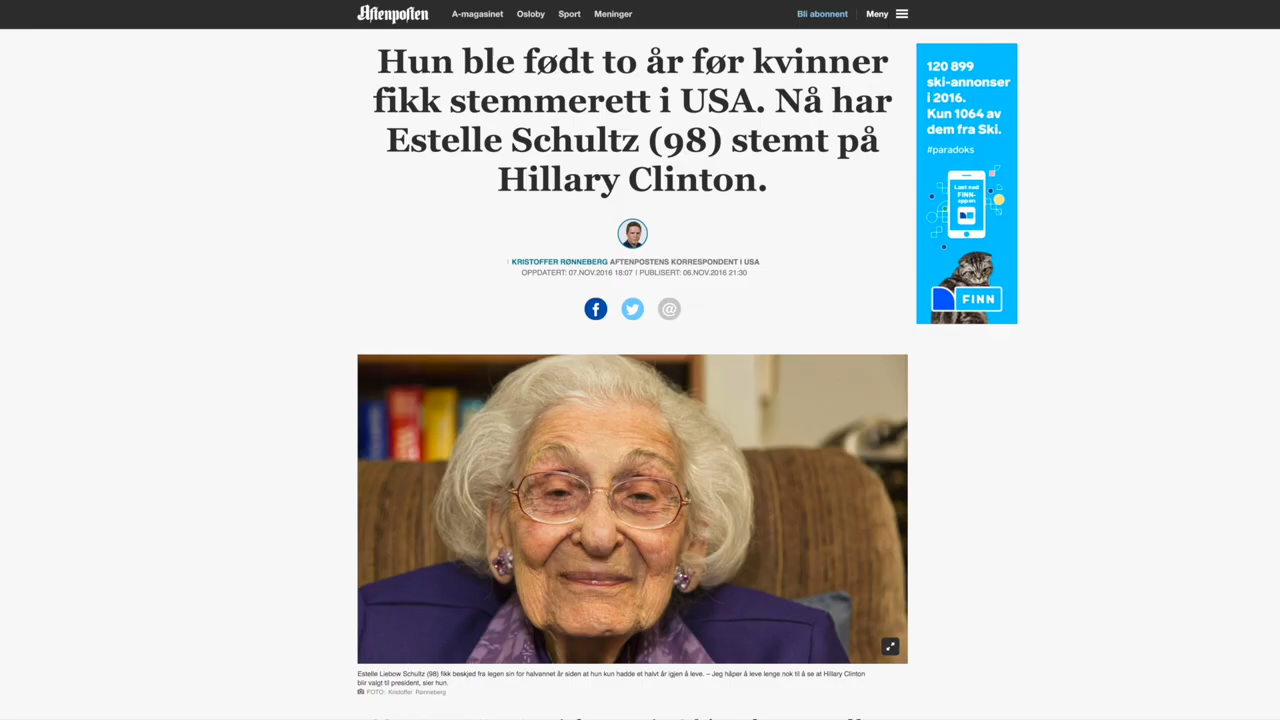 Aftenposten A-magasinet Osloby Sport Meninger Bli abonnent Meny
Hun ble født to år før kvinner
fikk stemmerett i USA. Nå har
Estelle Schultz (98) stemt på
Hillary Clinton.
KRISTOFFER RØNNEBERG AFTENPOSTENS KORRESPONDENT I USA
OPPDATERT: 07.NOV.2016 18:07 | PUBLISERT: 06.NOV.2016 21:30
120 899
ski-annonser
i 2016.
Kun 1064 av
dem fra Ski.
#paradoks
Last ned
FINN-
appen
FINN
Estelle Liebow Schultz (98) fikk beskjed fra legen sin for halvannet år siden at hun kun hadde et halvt år igjen å leve. – Jeg håper å leve lenge nok til å se at Hillary Clinton
blir valgt til president, sier hun.
FOTO: Kristoffer Rønneberg